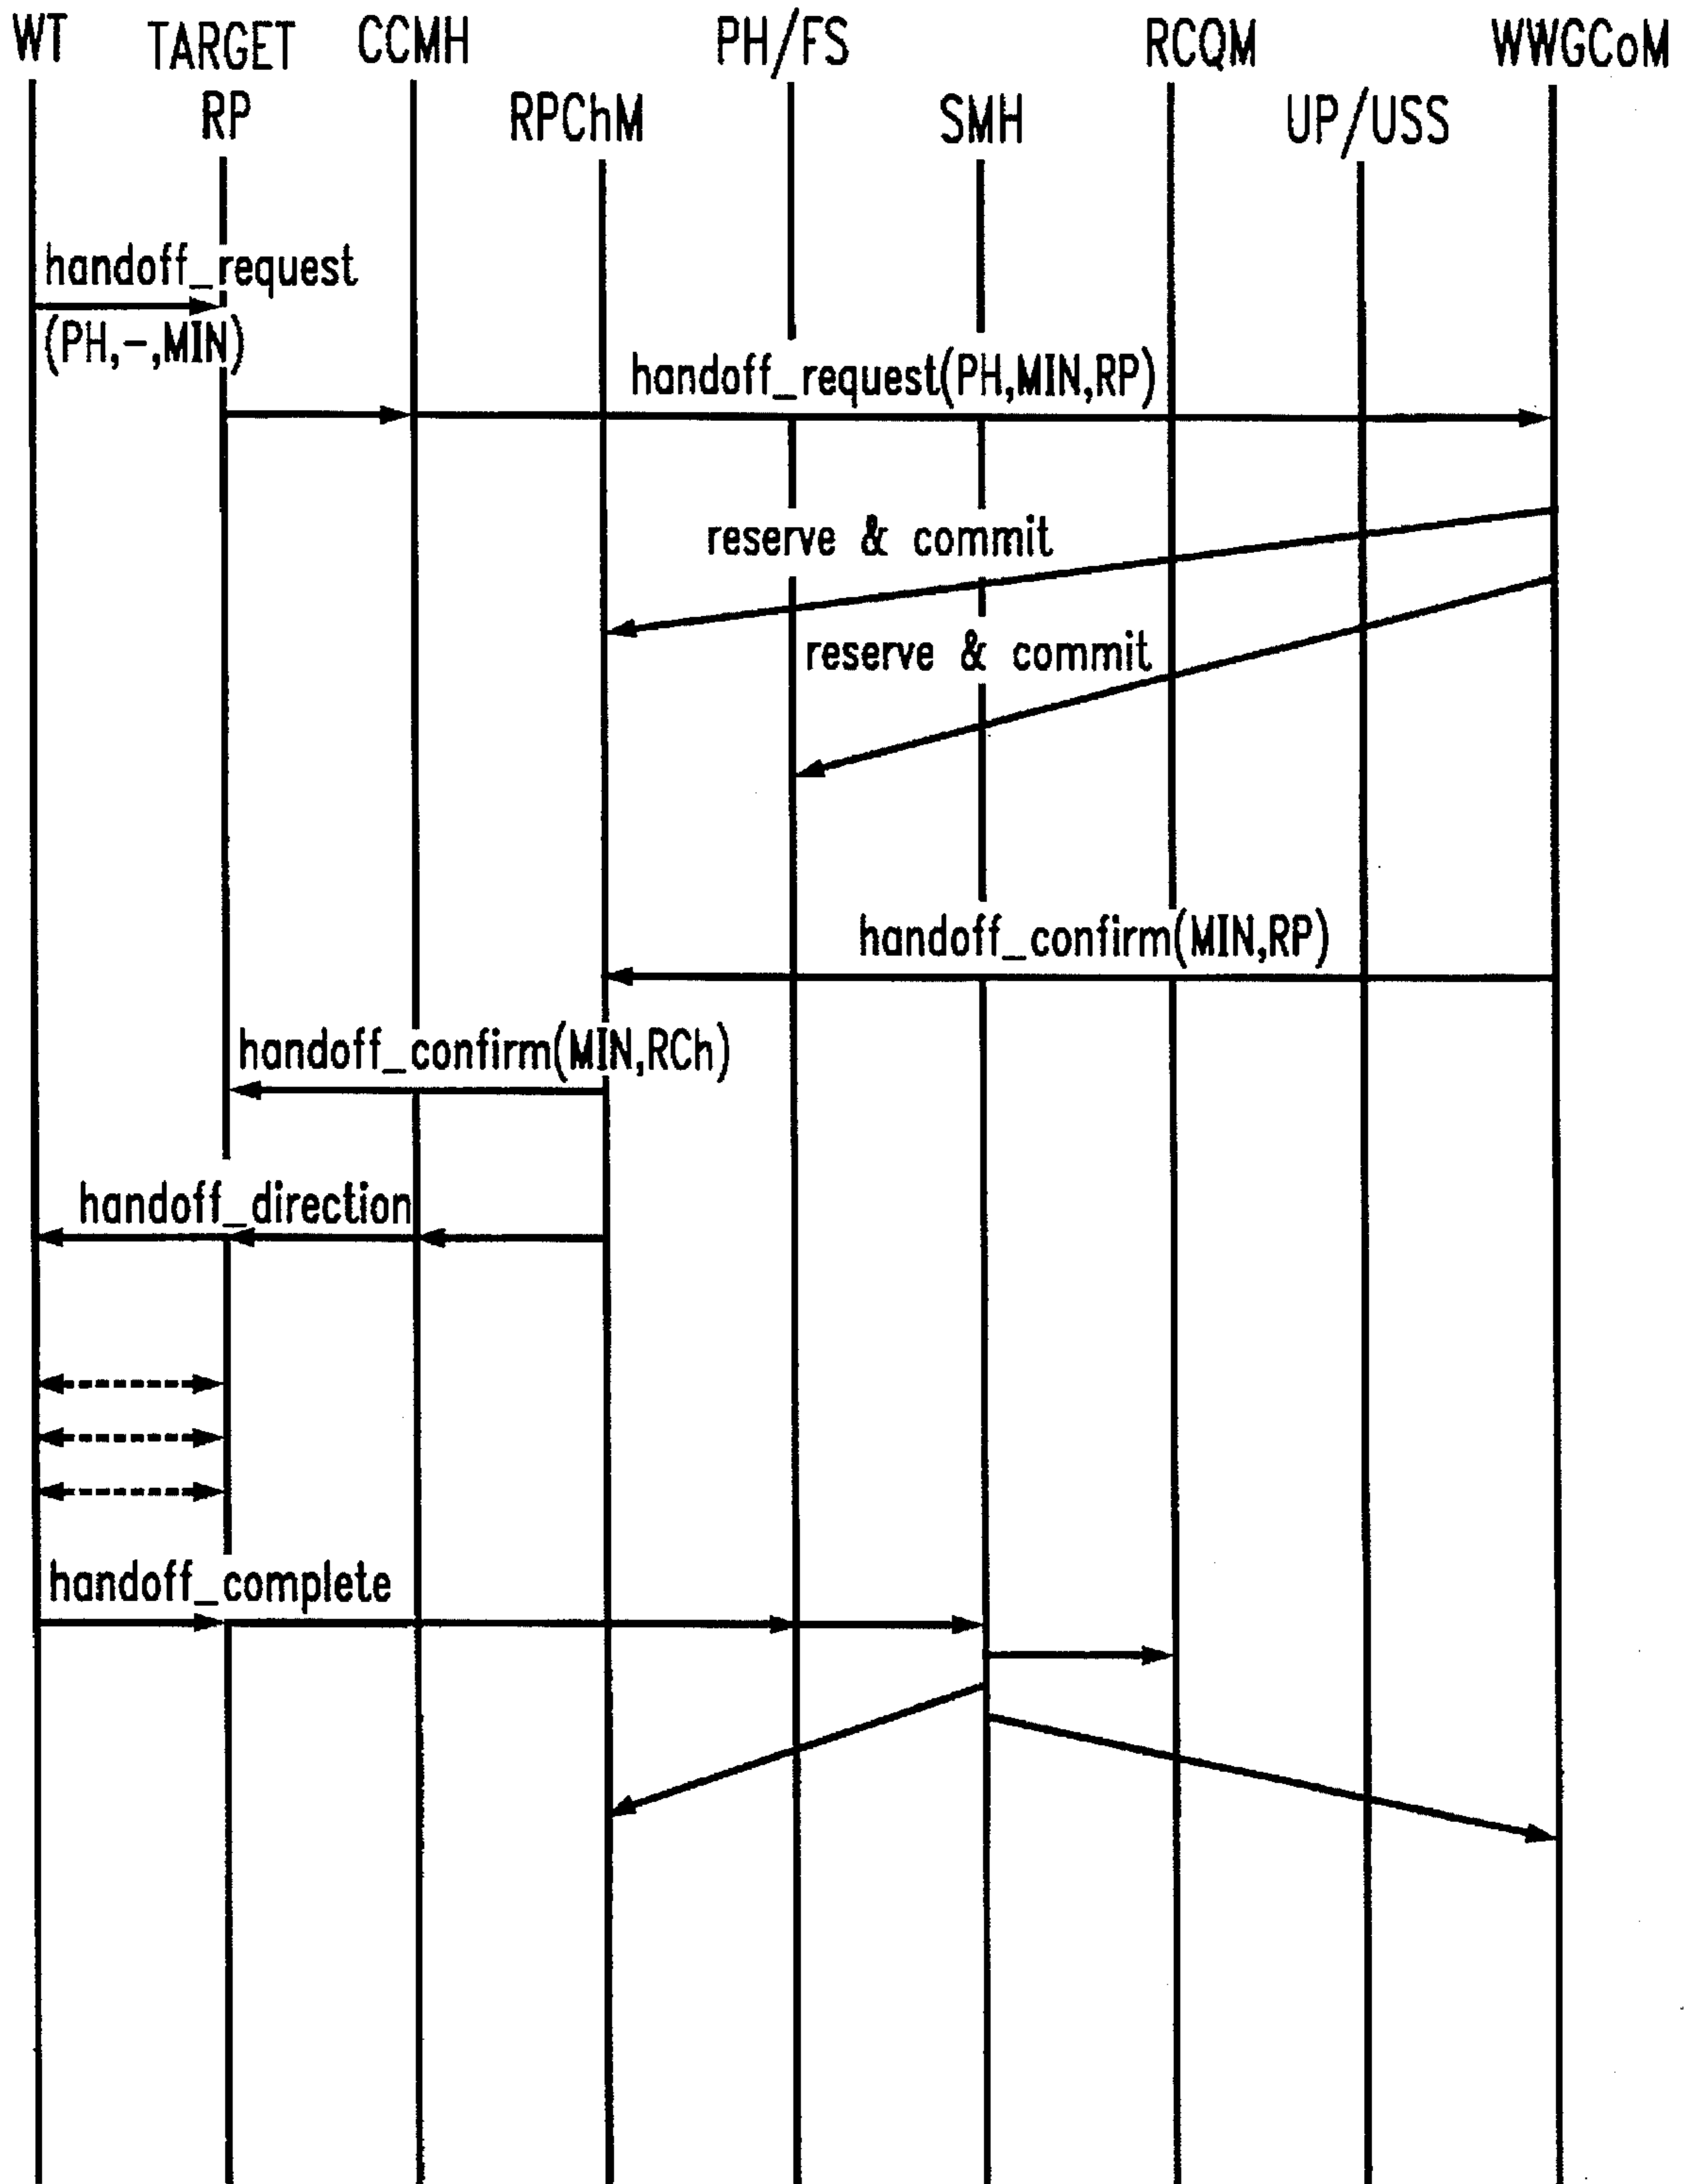 WT TARGET RP CCMH RPChM PH/FS SMH RCQM UP/USS WWGCoM
handoff_request
(PH,-,MIN)
handoff_request(PH,MIN,RP)
reserve & commit
reserve & commit
handoff_confirm(MIN,RP)
handoff_confirm(MIN,RCh)
handoff_direction
handoff_complete